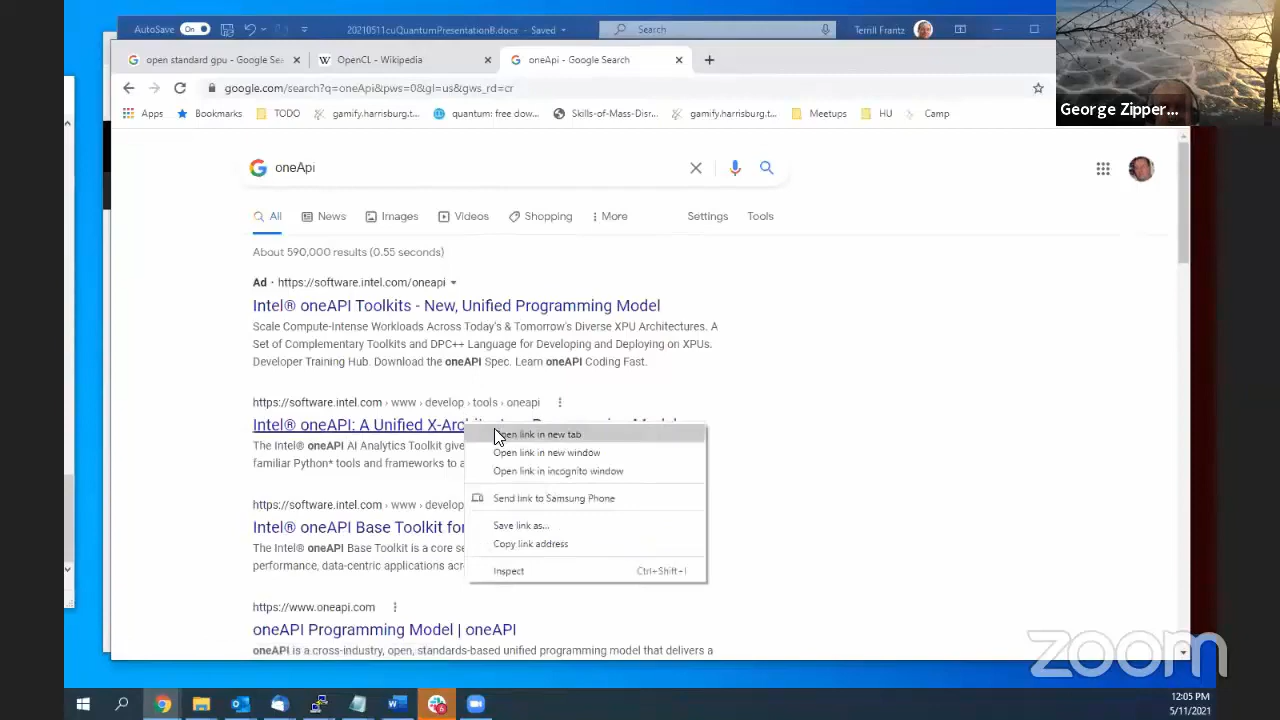 AutoSave On 20210511cuQuantumPresentationB.docx - Saved Search Terrill Frantz
open standard gpu - Google Sea OpenCL - Wikipedia oneApi - Google Search
google.com/search?q=oneApi&pws=0&gl=us&gws_rd=cr
Apps Bookmarks TODO gamify.harrisburg.t... quantum: free dow... Skills-of-Mass-Disr... gamify.harrisburg.t... Meetups HU Camp
George Zipper...
oneApi
All News Images Videos Shopping More Settings Tools
About 590,000 results (0.55 seconds)
Ad · https://software.intel.com/oneapi
Intel® oneAPI Toolkits - New, Unified Programming Model
Scale Compute-Intense Workloads Across Today's & Tomorrow's Diverse XPU Architectures. A
Set of Complementary Toolkits and DPC++ Language for Developing and Deploying on XPUs.
Developer Training Hub. Download the oneAPI Spec. Learn oneAPI Coding Fast.
https://software.intel.com › www › develop › tools › oneapi
Intel® oneAPI: A Unified X-Arc
The Intel® oneAPI AI Analytics Toolkit give
familiar Python* tools and frameworks to a
https://software.intel.com › www › develop
Intel® oneAPI Base Toolkit for
The Intel® oneAPI Base Toolkit is a core se
performance, data-centric applications acr
https://www.oneapi.com
oneAPI Programming Model | oneAPI
oneAPI is a cross-industry, open, standards-based unified programming model that delivers a
pen link in new tab
Open link in new window
Open link in incognito window
Send link to Samsung Phone
Save link as...
Copy link address
Inspect Ctrl+Shift+I
zoom
12:05 PM
5/11/2021